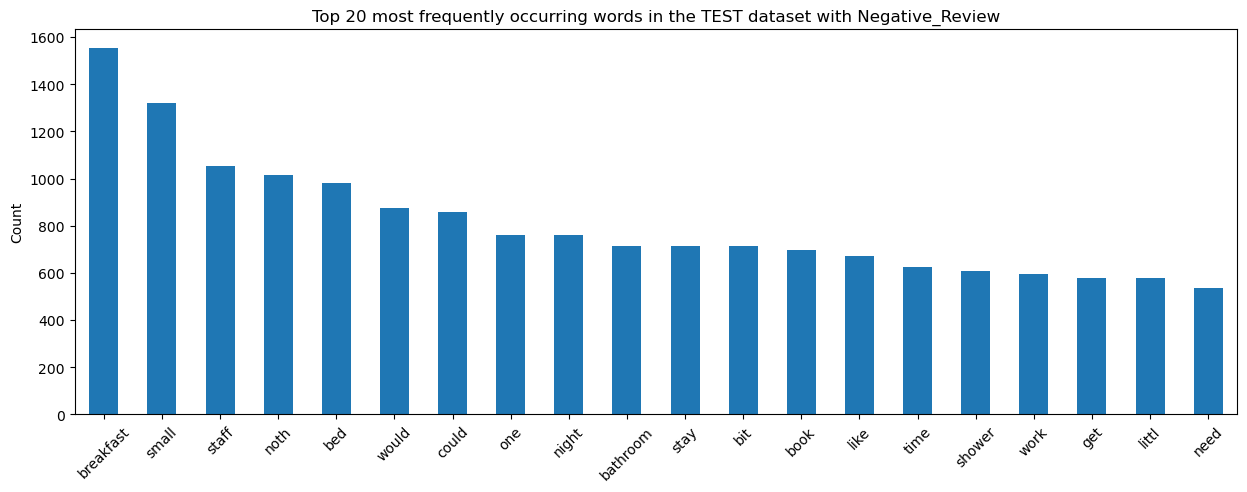 Top 20 most frequently occurring words in the TEST dataset with Negative_Review
Count
1600
1400
1200
1000
800
600
400
200
0
breakfast
small
staff
noth
bed
would
could
one
night
bathroom
stay
bit
book
like
time
shower
work
get
littl
need